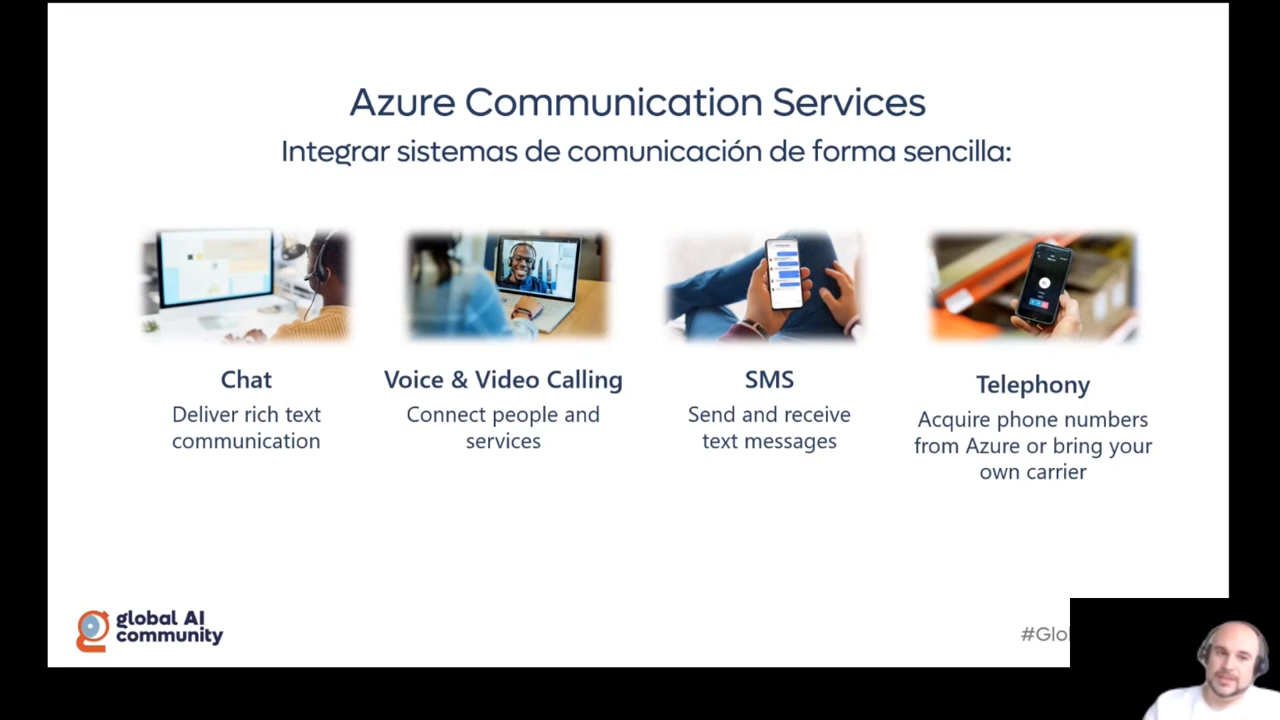 Azure Communication Services
Integrar sistemas de comunicación de forma sencilla:
Chat
Deliver rich text
communication
Voice & Video Calling
Connect people and
services
SMS
Send and receive
text messages
Telephony
Acquire phone numbers
from Azure or bring your
own carrier
global AI
community
#Glo